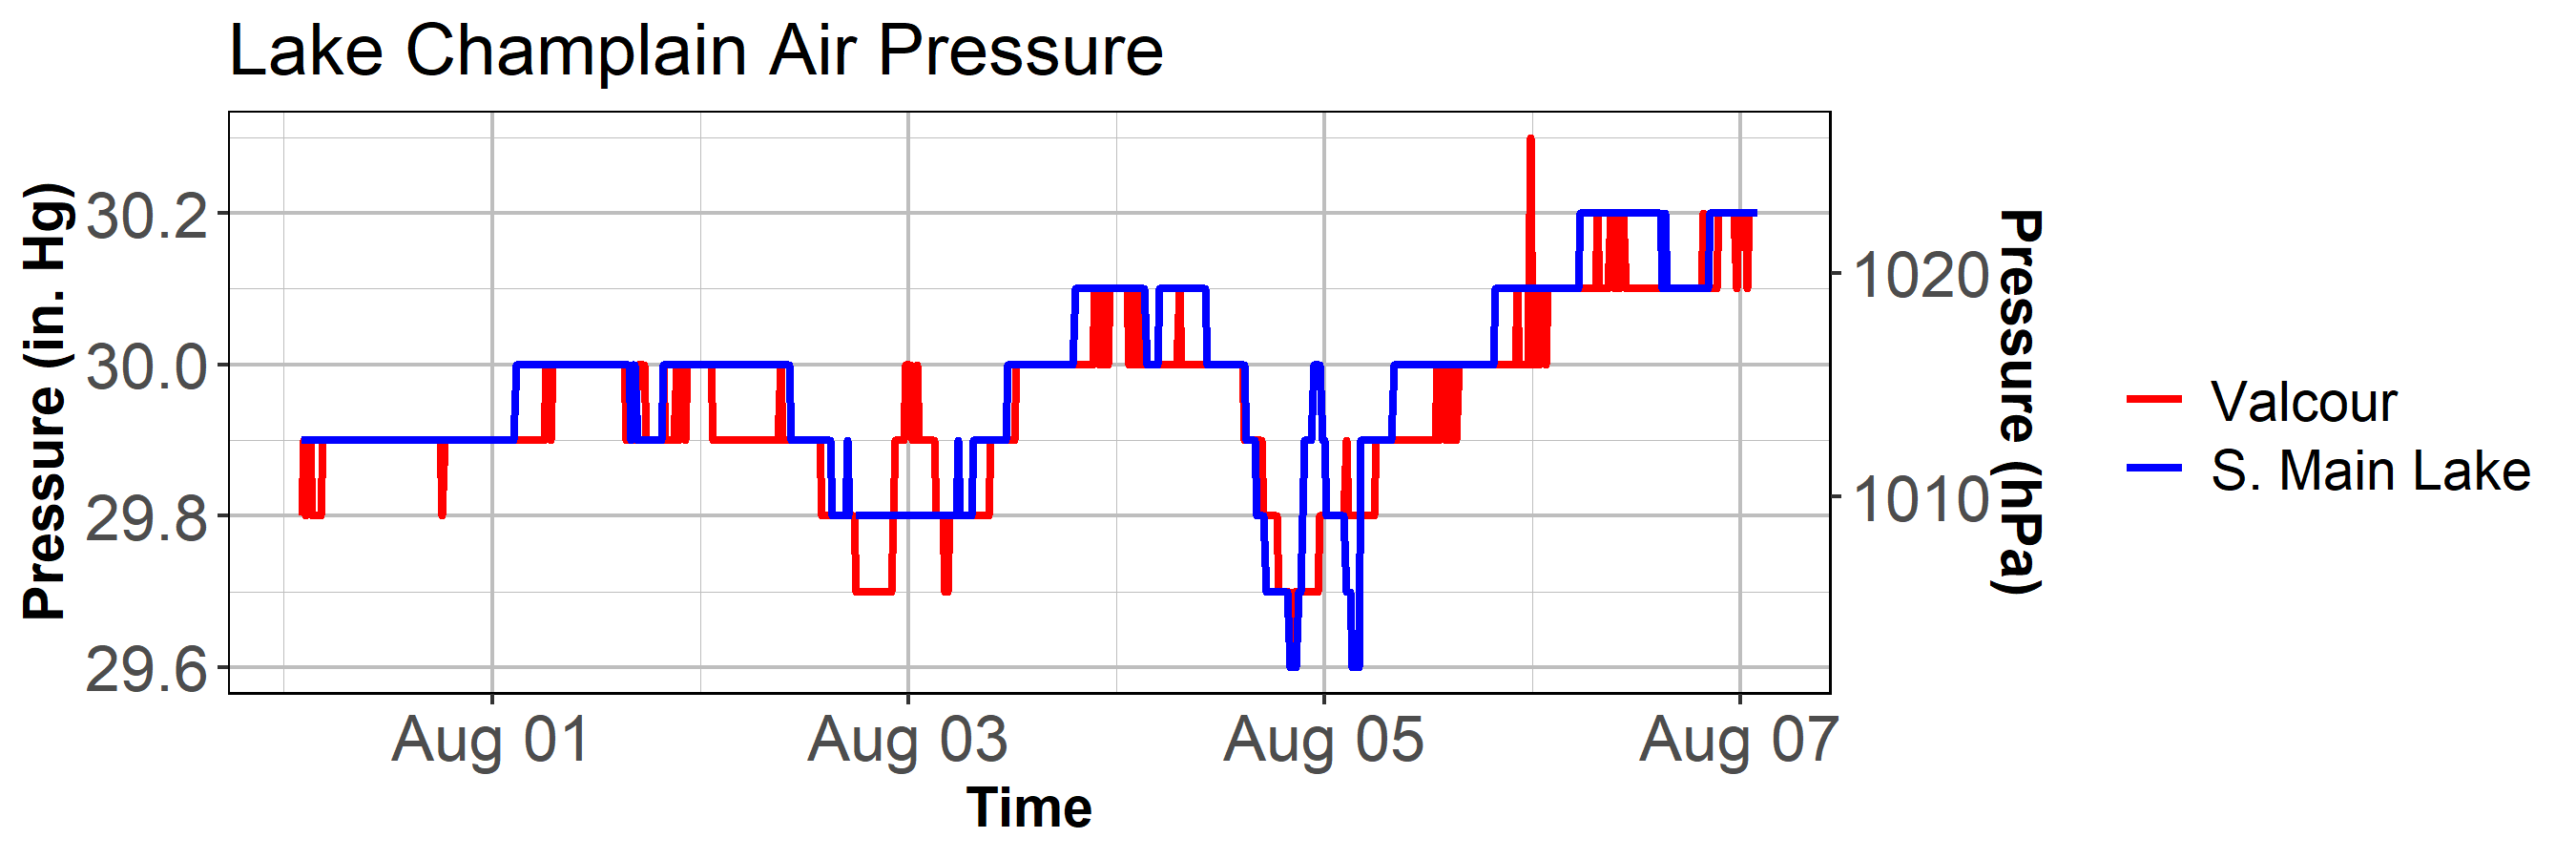 Lake Champlain Air Pressure
Pressure (in. Hg)
30.2
30.0
29.8
29.6
1020
1010
Pressure (hPa)
Aug 01
Aug 03
Aug 05
Aug 07
Time
Valcour
S. Main Lake